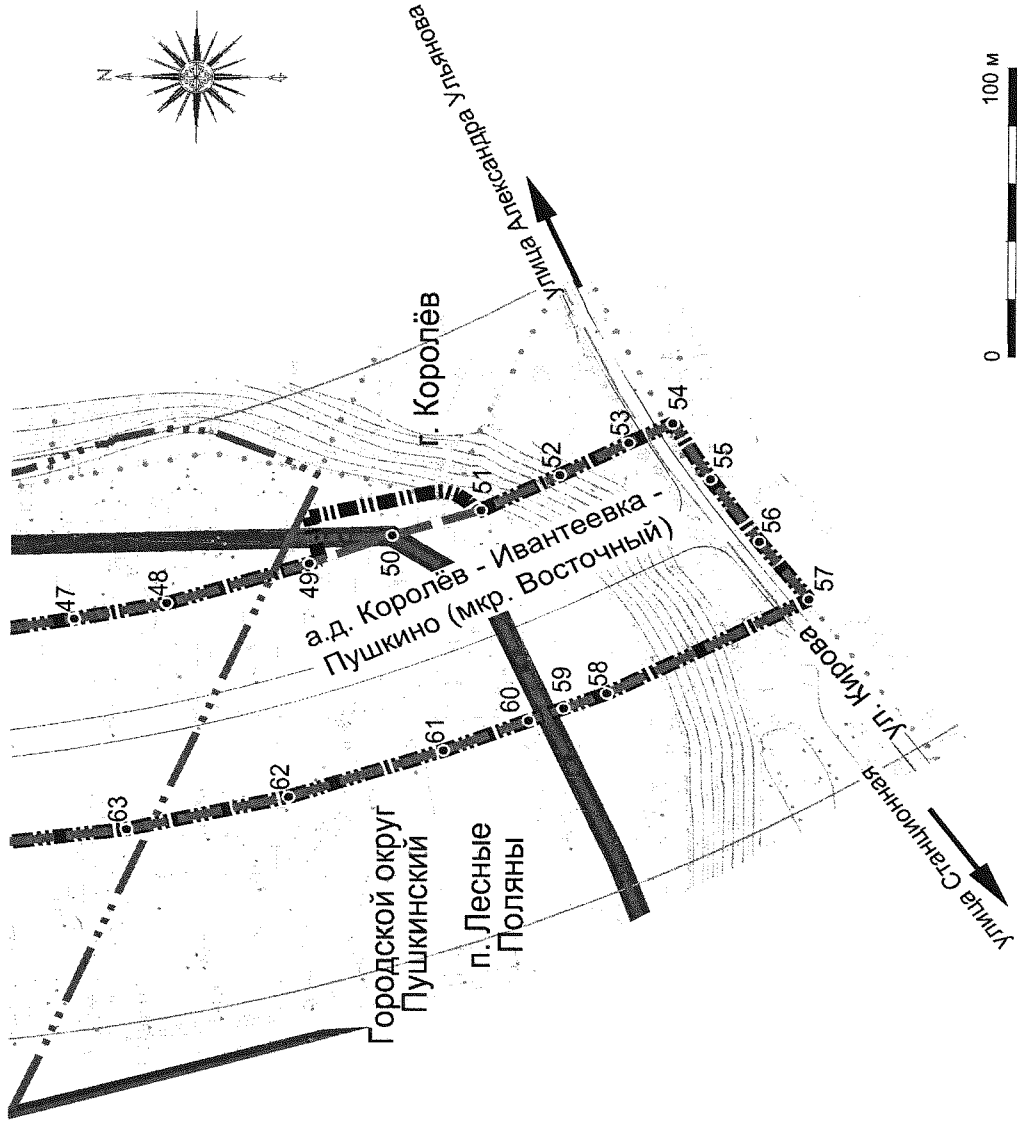 N
улица Александра Ульянова
100 м
0
г. Королёв
47
48
49
50
51
52
53
54
55
56
57
58
59
60
61
62
63
а.д. Королёв - Ивантеевка -
Пушкино (мкр. Восточный)
ул. Кирова
Городской округ
Пушкинский
п. Лесные
Поляны
улица Станционная